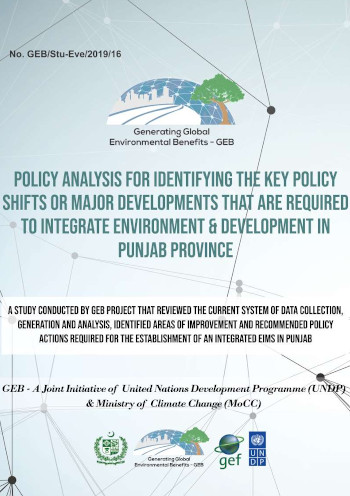 No. GEB/Stu-Eve/2019/16
Generating Global
Environmental Benefits - GEB
POLICY ANALYSIS FOR IDENTIFYING THE KEY POLICY
SHIFTS OR MAJOR DEVELOPMENTS THAT ARE REQUIRED
TO INTEGRATE ENVIRONMENT & DEVELOPMENT IN
PUNJAB PROVINCE
A STUDY CONDUCTED BY GEB PROJECT THAT REVIEWED THE CURRENT SYSTEM OF DATA COLLECTION,
GENERATION AND ANALYSIS, IDENTIFIED AREAS OF IMPROVEMENT AND RECOMMENDED POLICY
ACTIONS REQUIRED FOR THE ESTABLISHMENT OF AN INTEGRATED EIMS IN PUNJAB
GEB - A Joint Initiative of United Nations Development Programme (UNDP)
& Ministry of Climate Change (MoCC)
Generating Global
Environmental Benefits - GEB
gef
U N
D P